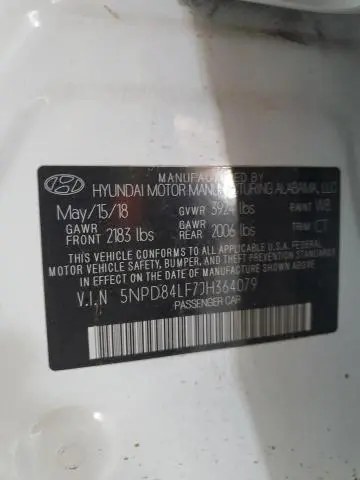 MANUFACTURED BY
HYUNDAI MOTOR MANUFACTURING ALABAMA, LLC
May/15/18 GVWR 3924 lbs PAINT W8
GAWR FRONT 2183 lbs GAWR REAR 2006 lbs TRIM CT
THIS VEHICLE CONFORMS TO ALL APPLICABLE U.S.A. FEDERAL
MOTOR VEHICLE SAFETY, BUMPER, AND THEFT PREVENTION STANDARDS
IN EFFECT ON THE DATE OF MANUFACTURE SHOWN ABOVE.
V.I.N 5NPD84LF7JH364079
PASSENGER CAR